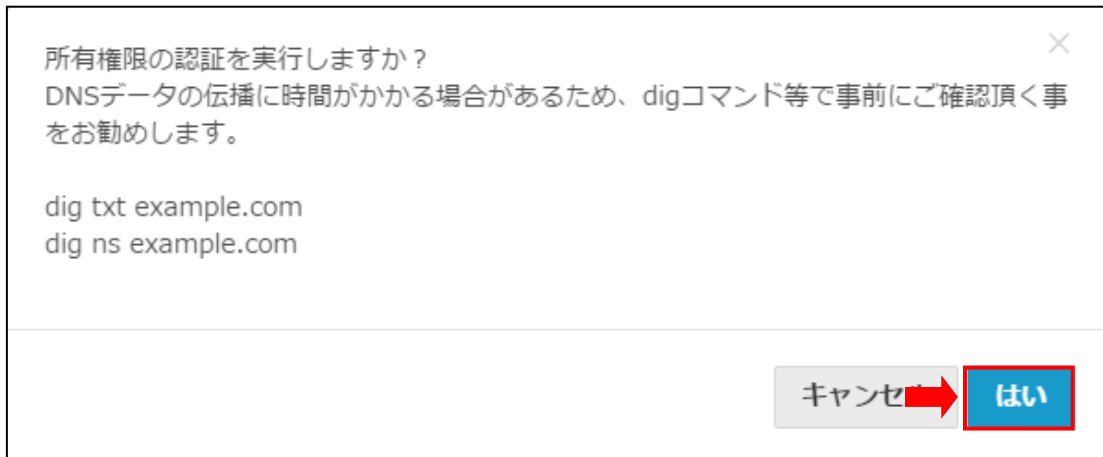 所有権限の認証を実行しますか？
DNSデータの伝播に時間がかかる場合があるため、digコマンド等で事前にご確認頂く事
をお勧めします。
dig txt example.com
dig ns example.com
キャンセル
はい